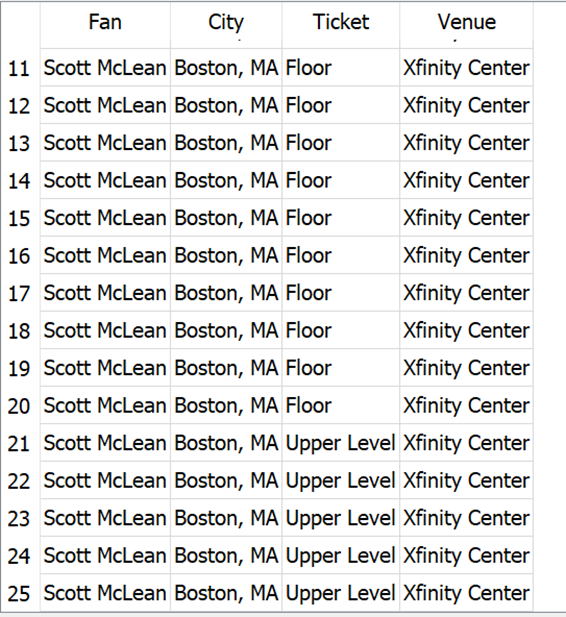 Fan City Ticket Venue
11 Scott McLean Boston, MA Floor Xfinity Center
12 Scott McLean Boston, MA Floor Xfinity Center
13 Scott McLean Boston, MA Floor Xfinity Center
14 Scott McLean Boston, MA Floor Xfinity Center
15 Scott McLean Boston, MA Floor Xfinity Center
16 Scott McLean Boston, MA Floor Xfinity Center
17 Scott McLean Boston, MA Floor Xfinity Center
18 Scott McLean Boston, MA Floor Xfinity Center
19 Scott McLean Boston, MA Floor Xfinity Center
20 Scott McLean Boston, MA Floor Xfinity Center
21 Scott McLean Boston, MA Upper Level Xfinity Center
22 Scott McLean Boston, MA Upper Level Xfinity Center
23 Scott McLean Boston, MA Upper Level Xfinity Center
24 Scott McLean Boston, MA Upper Level Xfinity Center
25 Scott McLean Boston, MA Upper Level Xfinity Center